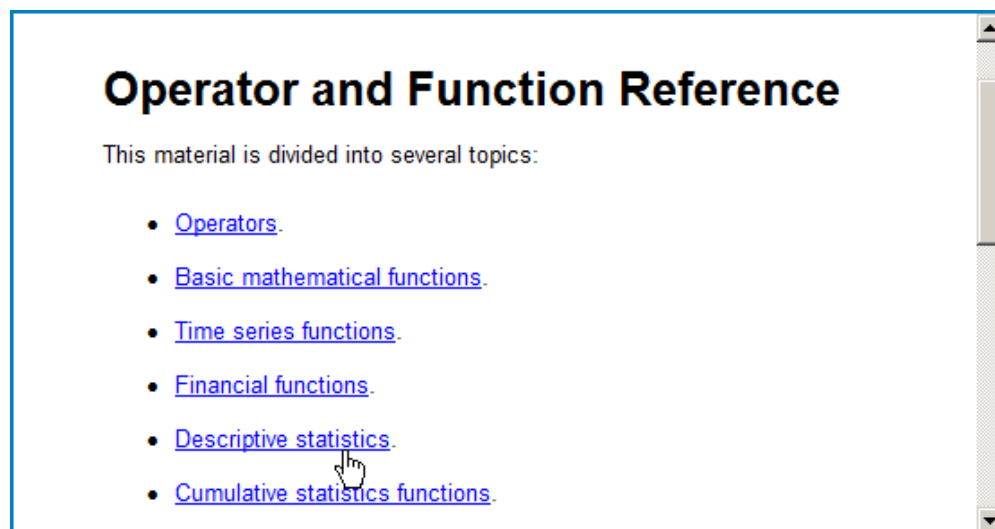 Operator and Function Reference
This material is divided into several topics:
• Operators.
• Basic mathematical functions.
• Time series functions.
• Financial functions.
• Descriptive statistics.
• Cumulative statistics functions.